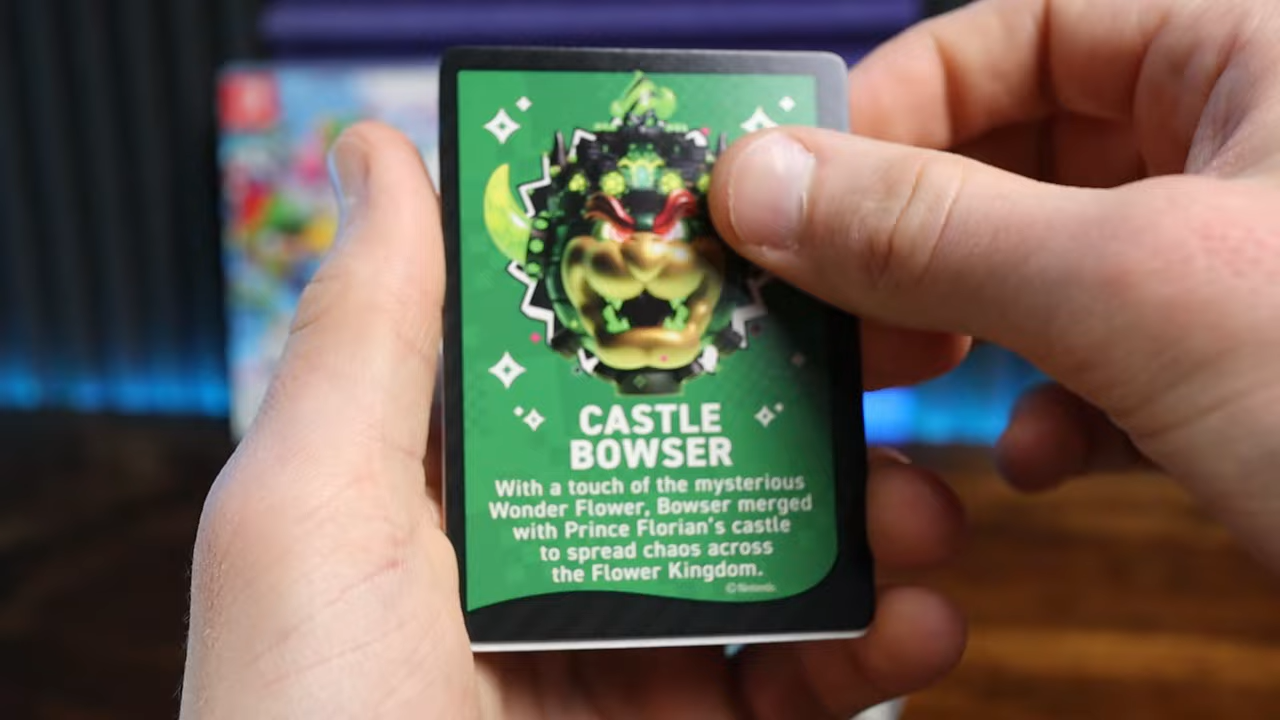 CASTLE
BOWSER
With a touch of the mysterious
Wonder Flower, Bowser merged
with Prince Florian's castle
to spread chaos across
the Flower Kingdom.
©Nintendo